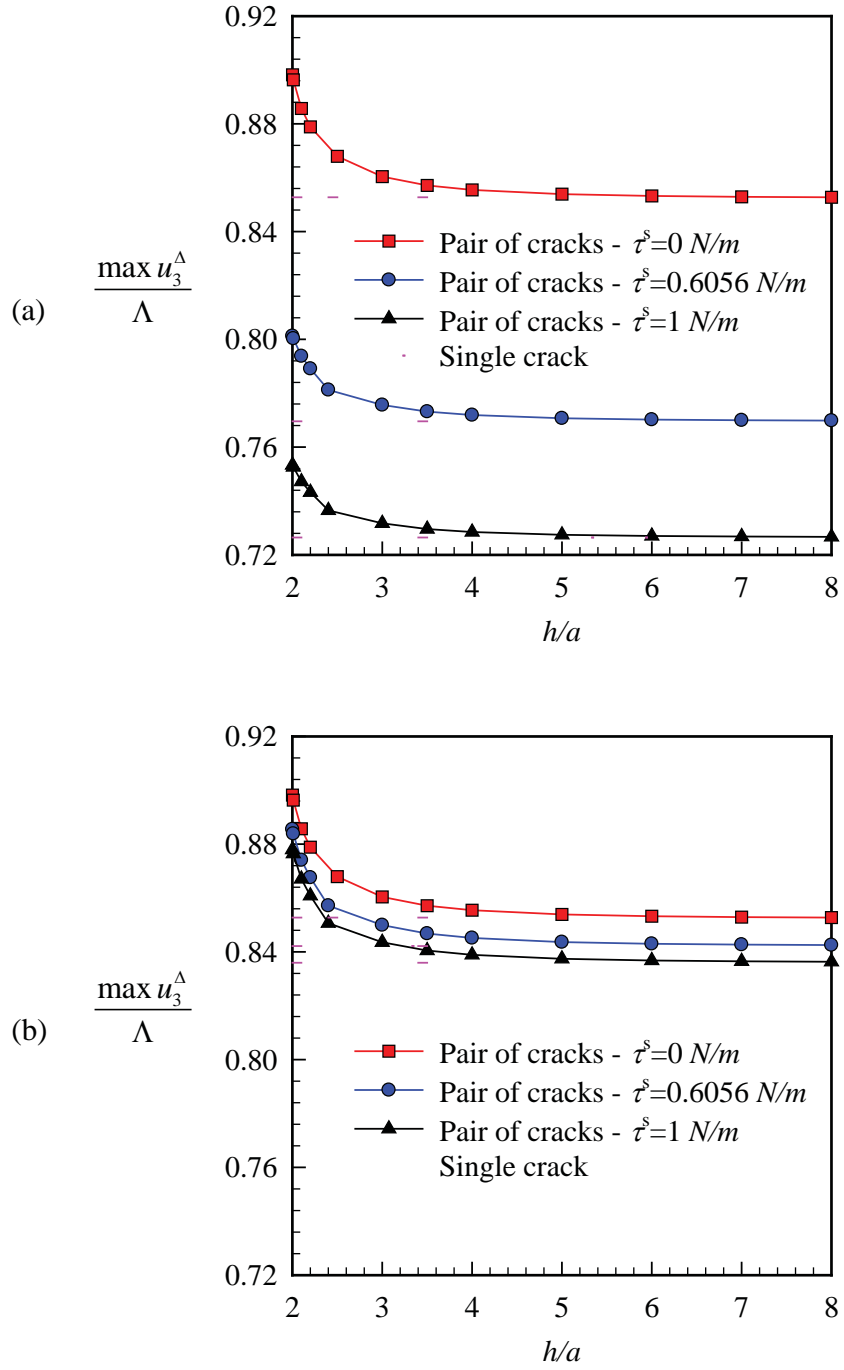 0.92
0.88
0.84
0.80
0.76
0.72
(a)
max u₃^Δ
Λ
Pair of cracks - τˢ=0 N/m
Pair of cracks - τˢ=0.6056 N/m
Pair of cracks - τˢ=1 N/m
Single crack
2 3 4 5 6 7 8
h/a
0.92
0.88
0.84
0.80
0.76
0.72
(b)
max u₃^Δ
Λ
Pair of cracks - τˢ=0 N/m
Pair of cracks - τˢ=0.6056 N/m
Pair of cracks - τˢ=1 N/m
Single crack
2 3 4 5 6 7 8
h/a